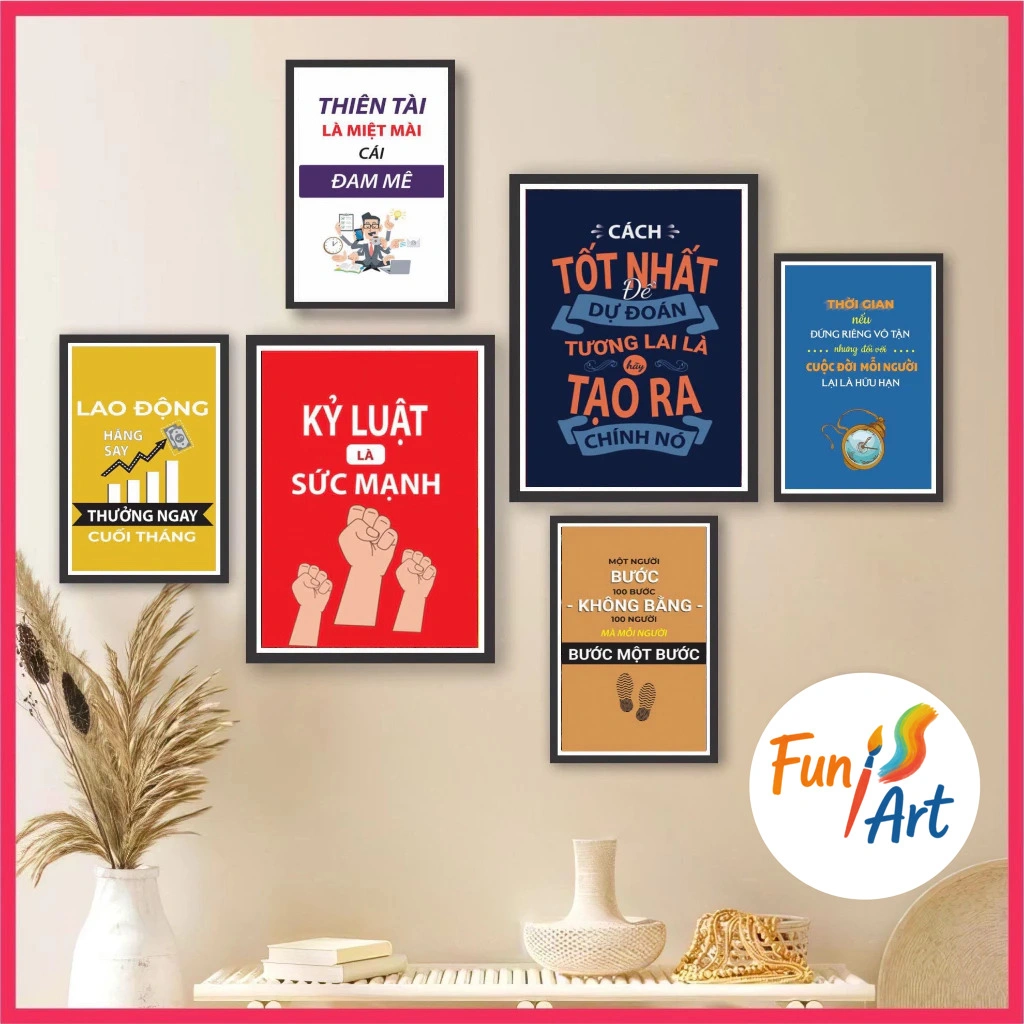 THIÊN TÀI
LÀ MIỆT MÀI
CÁI
ĐAM MÊ
CÁCH
TỐT NHẤT
Để
DỰ ĐOÁN
TƯƠNG LAI LÀ
hãy
TẠO RA
CHÍNH NÓ
THỜI GIAN
nếu
ĐỨNG RIÊNG VÔ TẬN
.... nhưng đối với ....
CUỘC ĐỜI MỖI NGƯỜI
LẠI LÀ HỮU HẠN
LAO ĐỘNG
HĂNG
SAY
THƯỞNG NGAY
CUỐI THÁNG
KỶ LUẬT
LÀ
SỨC MẠNH
MỘT NGƯỜI
BƯỚC
100 BƯỚC
- KHÔNG BẰNG -
100 NGƯỜI
MÀ MỖI NGƯỜI
BƯỚC MỘT BƯỚC
Fun
Art